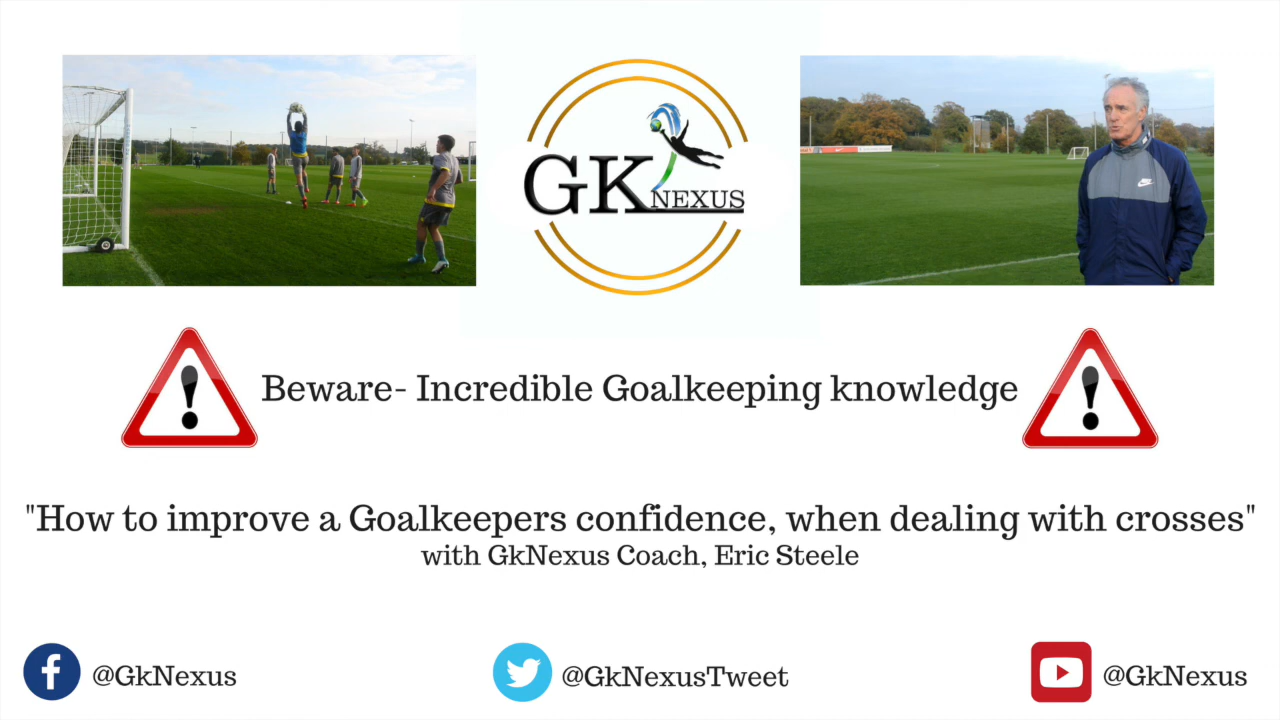 GK NEXUS
Beware- Incredible Goalkeeping knowledge
"How to improve a Goalkeepers confidence, when dealing with crosses"
with GkNexus Coach, Eric Steele
@GkNexus
@GkNexusTweet
@GkNexus